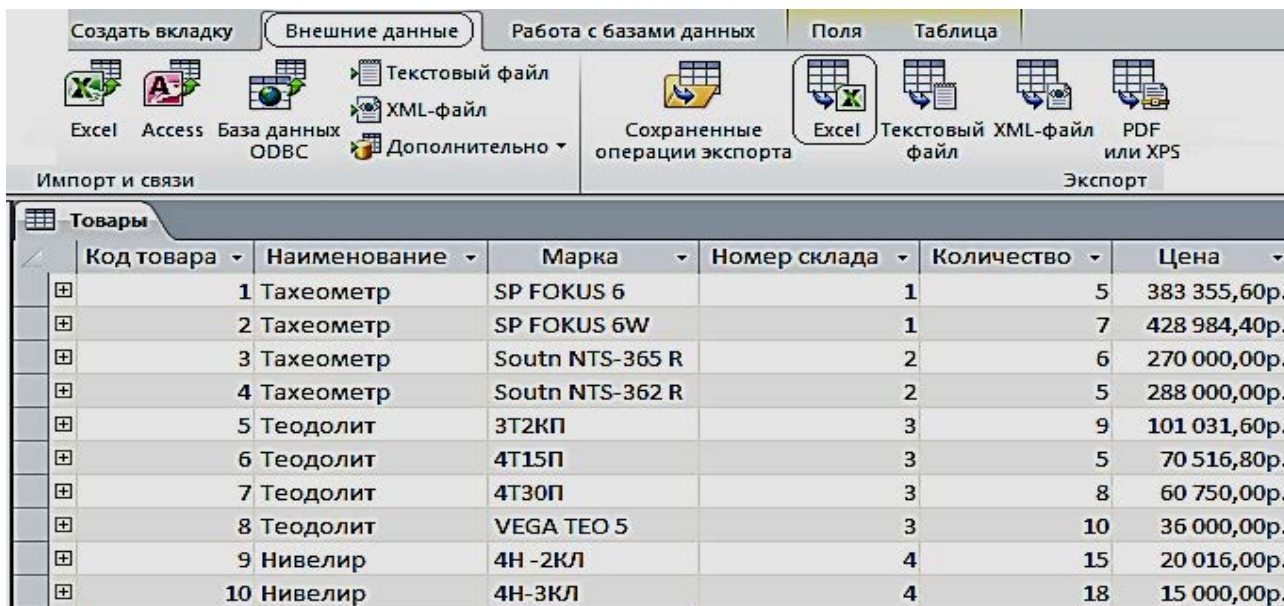 Создать вкладку Внешние данные Работа с базами данных Поля Таблица
Excel Access База данных ODBC Текстовый файл XML-файл Дополнительно Сохраненные операции экспорта Excel Текстовый файл XML-файл PDF или XPS
Импорт и связи Экспорт
Товары
Код товара Наименование Марка Номер склада Количество Цена
1 Тахеометр SP FOKUS 6 1 5 383 355,60р.
2 Тахеометр SP FOKUS 6W 1 7 428 984,40р.
3 Тахеометр Soutn NTS-365 R 2 6 270 000,00р.
4 Тахеометр Soutn NTS-362 R 2 5 288 000,00р.
5 Теодолит 3Т2КП 3 9 101 031,60р.
6 Теодолит 4Т15П 3 5 70 516,80р.
7 Теодолит 4Т30П 3 8 60 750,00р.
8 Теодолит VEGA TEO 5 3 10 36 000,00р.
9 Нивелир 4Н -2КЛ 4 15 20 016,00р.
10 Нивелир 4Н-3КЛ 4 18 15 000,00р.